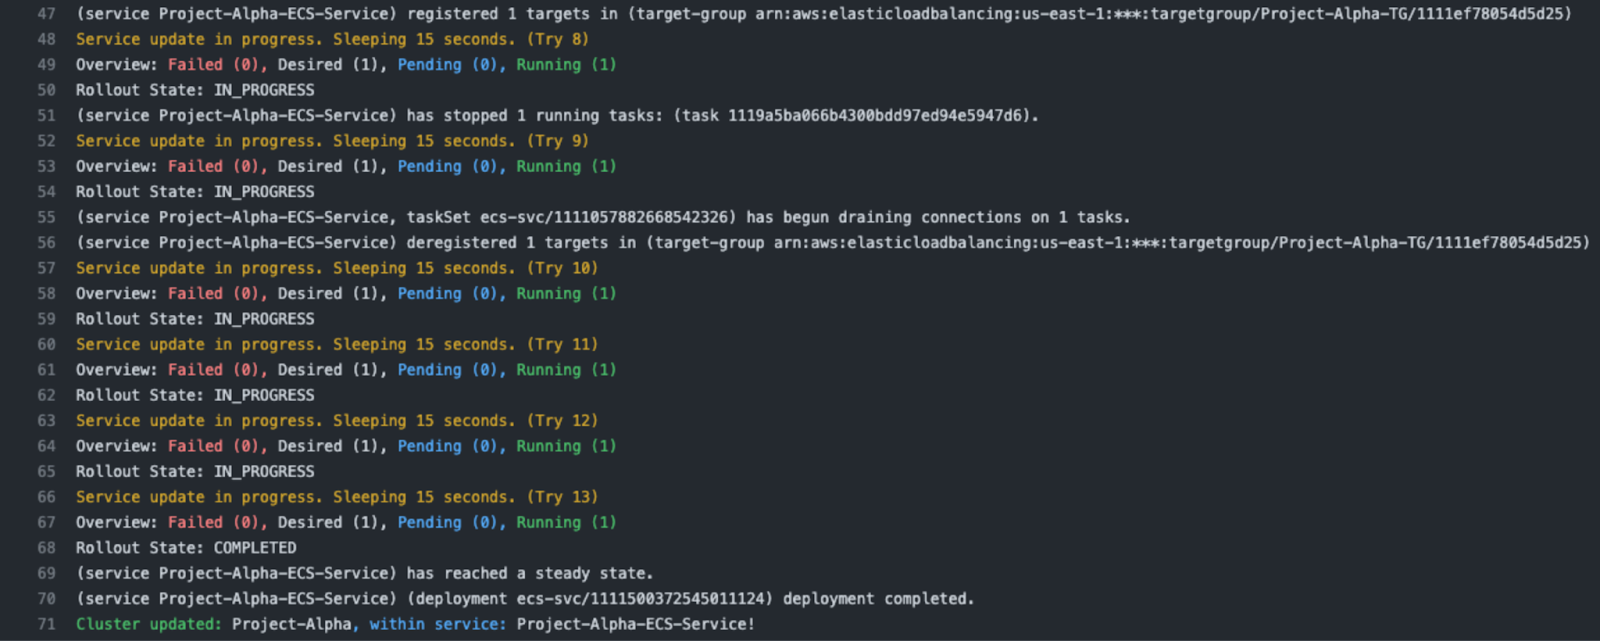 47 (service Project-Alpha-ECS-Service) registered 1 targets in (target-group arn:aws:elasticloadbalancing:us-east-1:***:targetgroup/Project-Alpha-TG/1111ef78054d5d25)
48 Service update in progress. Sleeping 15 seconds. (Try 8)
49 Overview: Failed (0), Desired (1), Pending (0), Running (1)
50 Rollout State: IN_PROGRESS
51 (service Project-Alpha-ECS-Service) has stopped 1 running tasks: (task 1119a5ba066b4300bdd97ed94e5947d6).
52 Service update in progress. Sleeping 15 seconds. (Try 9)
53 Overview: Failed (0), Desired (1), Pending (0), Running (1)
54 Rollout State: IN_PROGRESS
55 (service Project-Alpha-ECS-Service, taskSet ecs-svc/1111057882668542326) has begun draining connections on 1 tasks.
56 (service Project-Alpha-ECS-Service) deregistered 1 targets in (target-group arn:aws:elasticloadbalancing:us-east-1:***:targetgroup/Project-Alpha-TG/1111ef78054d5d25)
57 Service update in progress. Sleeping 15 seconds. (Try 10)
58 Overview: Failed (0), Desired (1), Pending (0), Running (1)
59 Rollout State: IN_PROGRESS
60 Service update in progress. Sleeping 15 seconds. (Try 11)
61 Overview: Failed (0), Desired (1), Pending (0), Running (1)
62 Rollout State: IN_PROGRESS
63 Service update in progress. Sleeping 15 seconds. (Try 12)
64 Overview: Failed (0), Desired (1), Pending (0), Running (1)
65 Rollout State: IN_PROGRESS
66 Service update in progress. Sleeping 15 seconds. (Try 13)
67 Overview: Failed (0), Desired (1), Pending (0), Running (1)
68 Rollout State: COMPLETED
69 (service Project-Alpha-ECS-Service) has reached a steady state.
70 (service Project-Alpha-ECS-Service) (deployment ecs-svc/1111500372545011124) deployment completed.
71 Cluster updated: Project-Alpha, within service: Project-Alpha-ECS-Service!